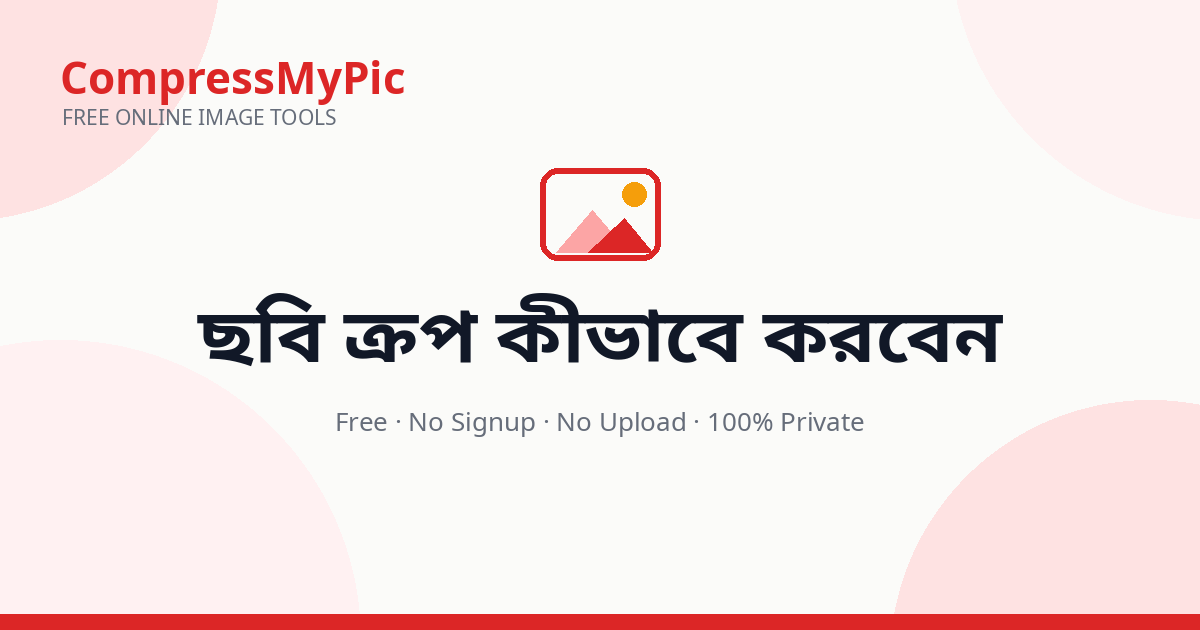 CompressMyPic
FREE ONLINE IMAGE TOOLS
ছবি ক্রপ কীভাবে করবেন
Free · No Signup · No Upload · 100% Private